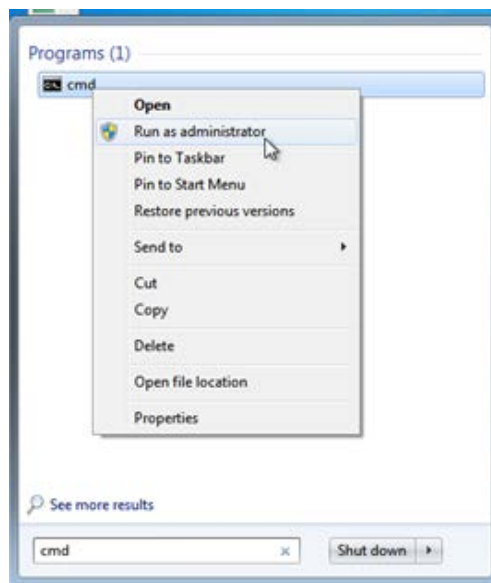 Programs (1)
cmd
Open
Run as administrator
Pin to Taskbar
Pin to Start Menu
Restore previous versions
Send to
Cut
Copy
Delete
Open file location
Properties
See more results
cmd
Shut down